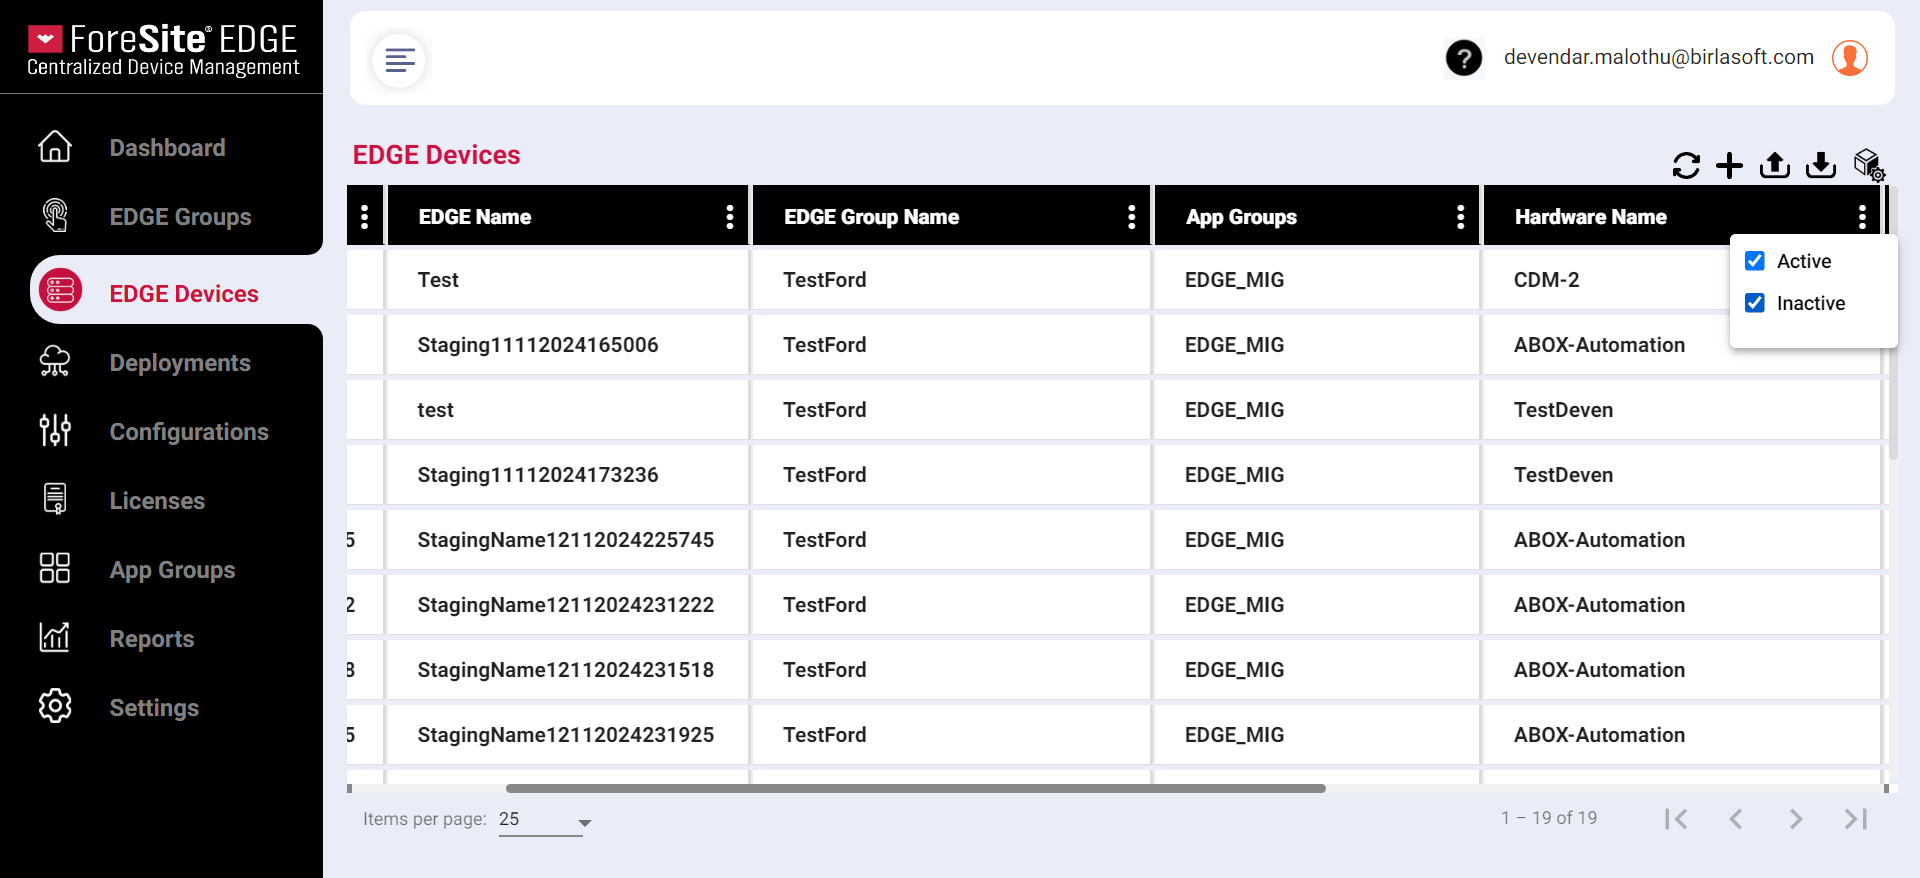 ForeSite® EDGE
Centralized Device Management
?
devendar.malothu@birlasoft.com
Dashboard
EDGE Groups
EDGE Devices
Deployments
Configurations
Licenses
App Groups
Reports
Settings
EDGE Devices
EDGE Name EDGE Group Name App Groups Hardware Name
Active
Inactive
Test TestFord EDGE_MIG CDM-2
Staging11112024165006 TestFord EDGE_MIG ABOX-Automation
test TestFord EDGE_MIG TestDeven
Staging11112024173236 TestFord EDGE_MIG TestDeven
5 StagingName12112024225745 TestFord EDGE_MIG ABOX-Automation
2 StagingName12112024231222 TestFord EDGE_MIG ABOX-Automation
8 StagingName12112024231518 TestFord EDGE_MIG ABOX-Automation
5 StagingName12112024231925 TestFord EDGE_MIG ABOX-Automation
Items per page: 25
1 – 19 of 19